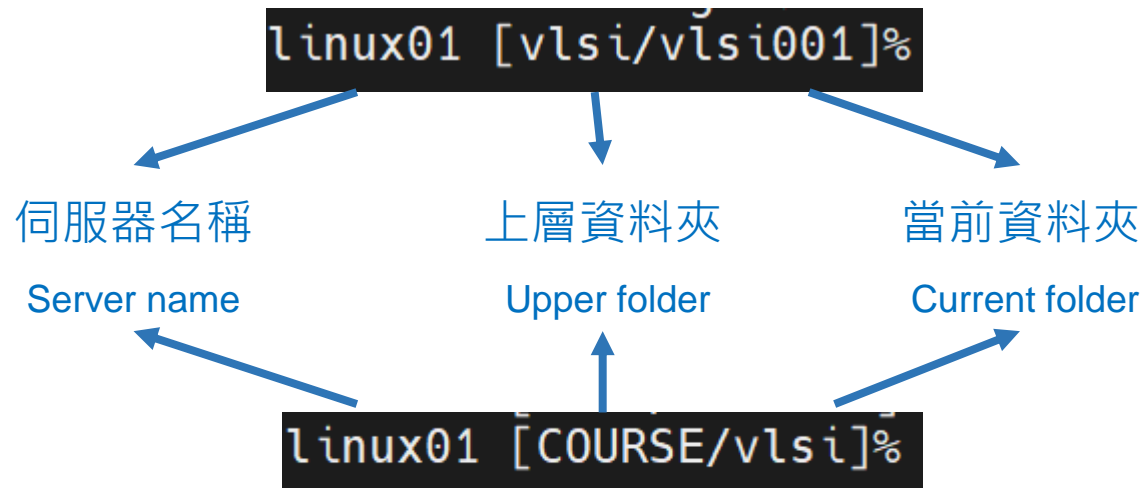 linux01 [vlsi/vlsi001]%
伺服器名稱
上層資料夾
當前資料夾
Server name
Upper folder
Current folder
linux01 [COURSE/vlsi]%